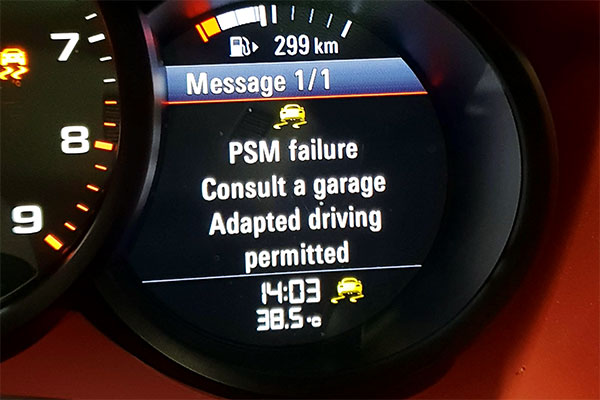 7
8
9
299 km
Message 1/1
PSM failure
Consult a garage
Adapted driving
permitted
14:03
38.5°C